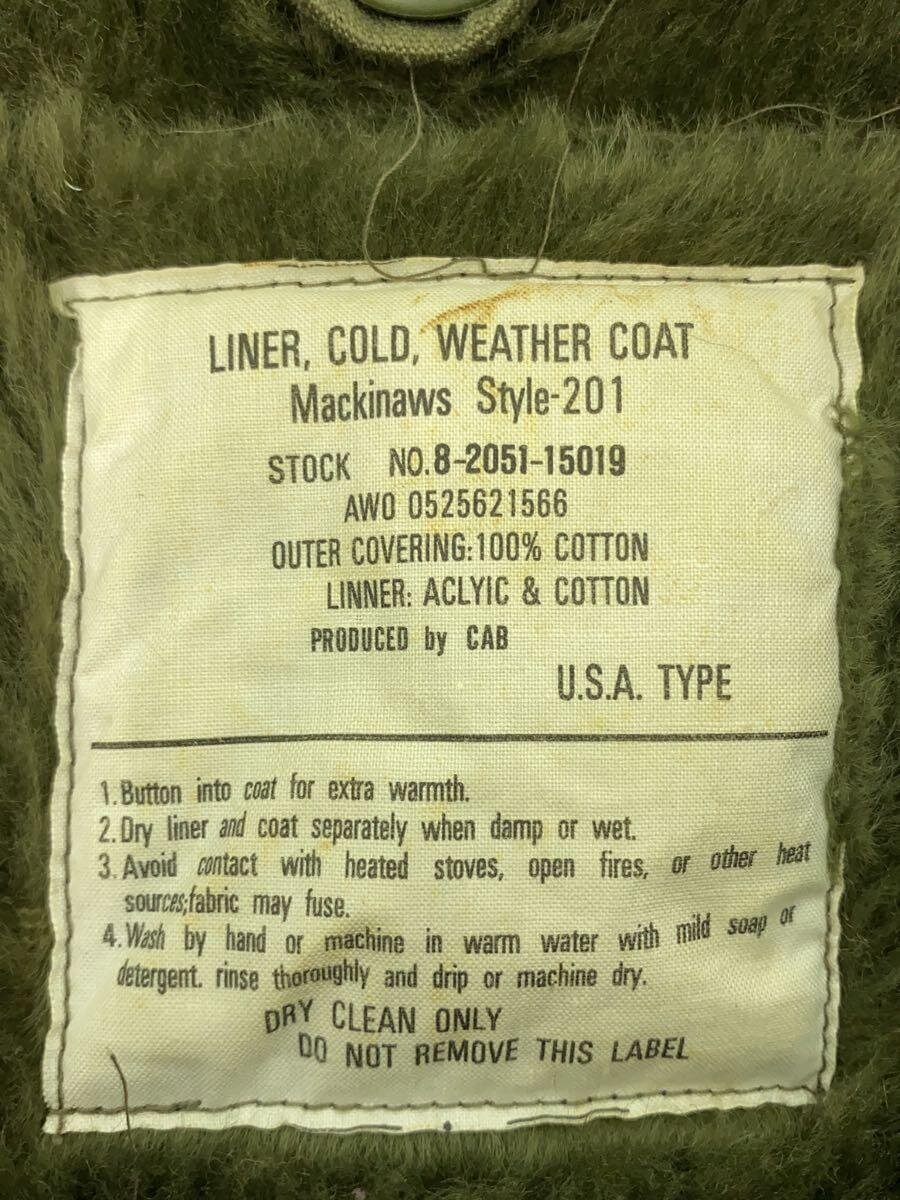 LINER, COLD, WEATHER COAT
Mackinaws Style-201
STOCK NO.8-2051-15019
AWO 0525621566
OUTER COVERING:100% COTTON
LINNER: ACLYIC & COTTON
PRODUCED by CAB
U.S.A. TYPE
1.Button into coat for extra warmth.
2.Dry liner and coat separately when damp or wet.
3.Avoid contact with heated stoves, open fires, or other heat
sources;fabric may fuse.
4.Wash by hand or machine in warm water with mild soap or
detergent. rinse thoroughly and drip or machine dry.
DRY CLEAN ONLY
DO NOT REMOVE THIS LABEL